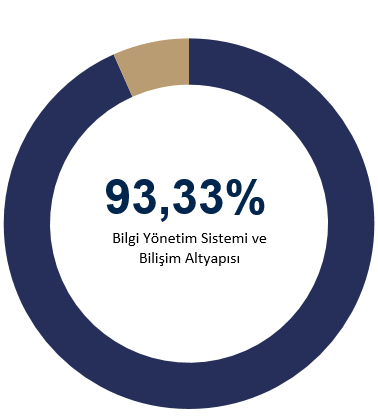 93,33%
Bilgi Yönetim Sistemi ve
Bilişim Altyapısı